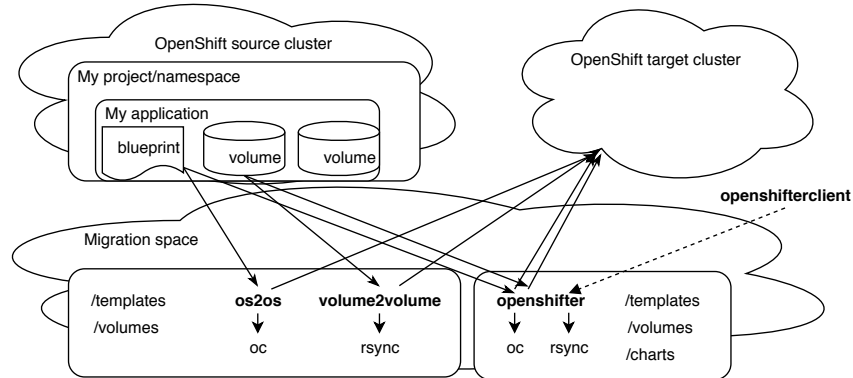 OpenShift source cluster
My project/namespace
My application
blueprint
volume
volume
OpenShift target cluster
openshifterclient
Migration space
/templates
/volumes
os2os
oc
volume2volume
rsync
openshifter
oc
rsync
/templates
/volumes
/charts